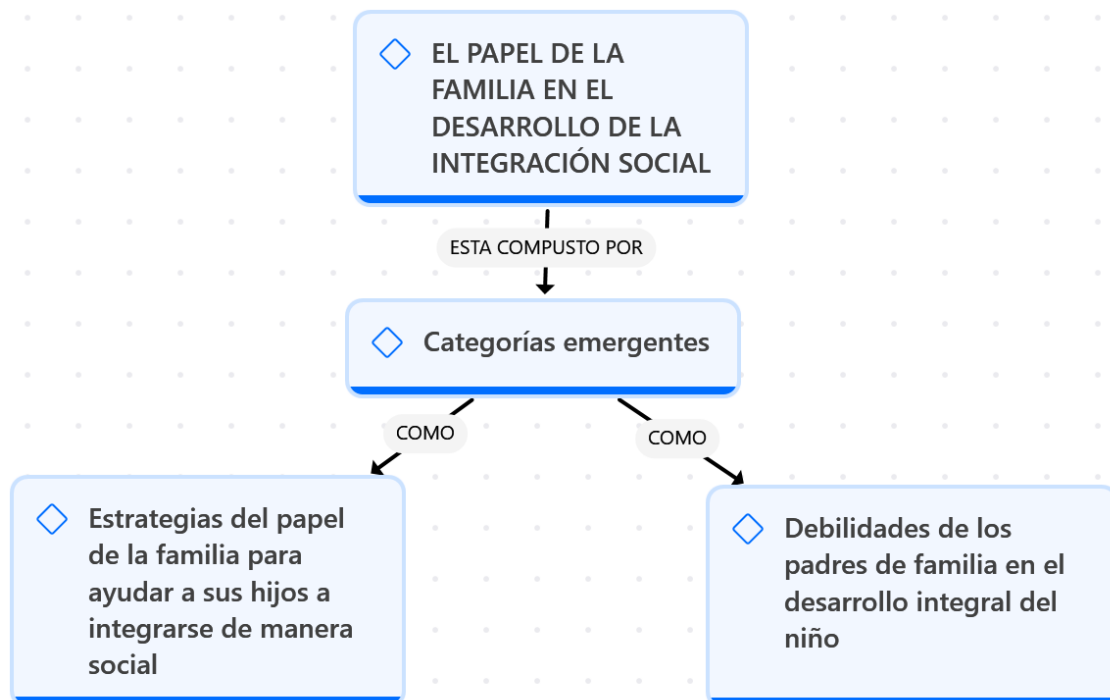 EL PAPEL DE LA
FAMILIA EN EL
DESARROLLO DE LA
INTEGRACIÓN SOCIAL
ESTA COMPUSTO POR
Categorías emergentes
COMO
COMO
Estrategias del papel
de la familia para
ayudar a sus hijos a
integrarse de manera
social
Debilidades de los
padres de familia en el
desarrollo integral del
niño